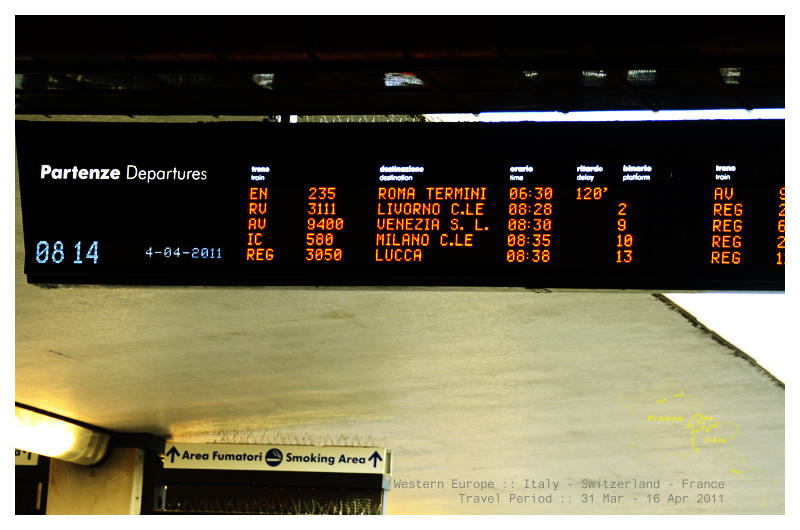 Partenze Departures
08 14
4-04-2011
treno destinazione orario ritardo binario treno
train destination time delay platform train
EN 235 ROMA TERMINI 06:30 120' AV 9
RV 3111 LIVORNO C.LE 08:28 2 REG
AV 9400 VENEZIA S. L. 08:30 9 REG
IC 580 MILANO C.LE 08:35 10 REG
REG 3050 LUCCA 08:38 13 REG
Area Fumatori Smoking Area
Western Europe :: Italy - Switzerland - France
Travel Period :: 31 Mar - 16 Apr 2011